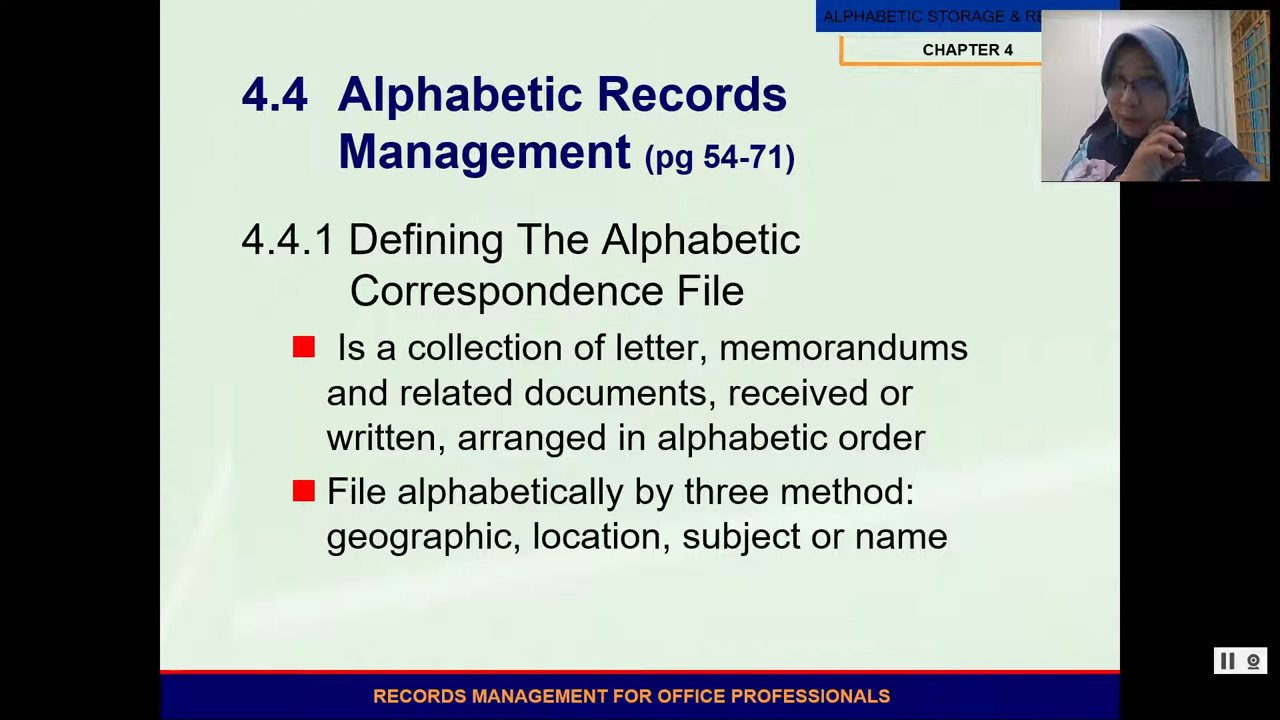 ALPHABETIC STORAGE &
CHAPTER 4
4.4 Alphabetic Records
Management (pg 54-71)
4.4.1 Defining The Alphabetic
Correspondence File
Is a collection of letter, memorandums
and related documents, received or
written, arranged in alphabetic order
File alphabetically by three method:
geographic, location, subject or name
RECORDS MANAGEMENT FOR OFFICE PROFESSIONALS